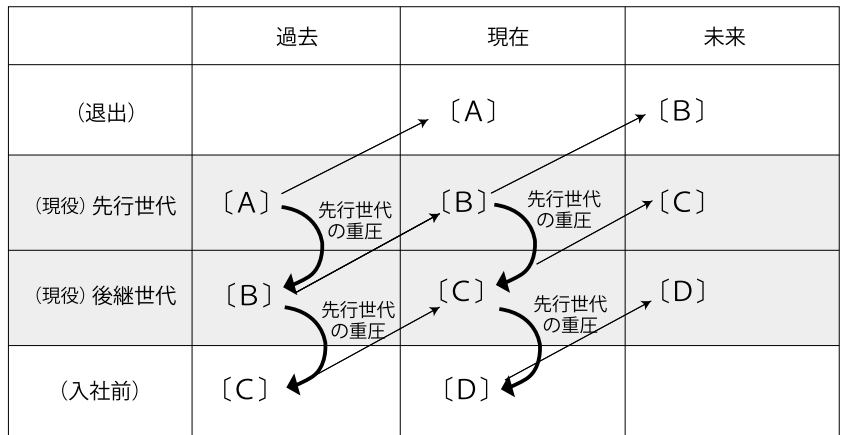 過去 現在 未来
（退出） 〔A〕 〔B〕
（現役）先行世代 〔A〕 先行世代の重圧 〔B〕 先行世代の重圧 〔C〕
（現役）後継世代 〔B〕 先行世代の重圧 〔C〕 先行世代の重圧 〔D〕
（入社前） 〔C〕 〔D〕